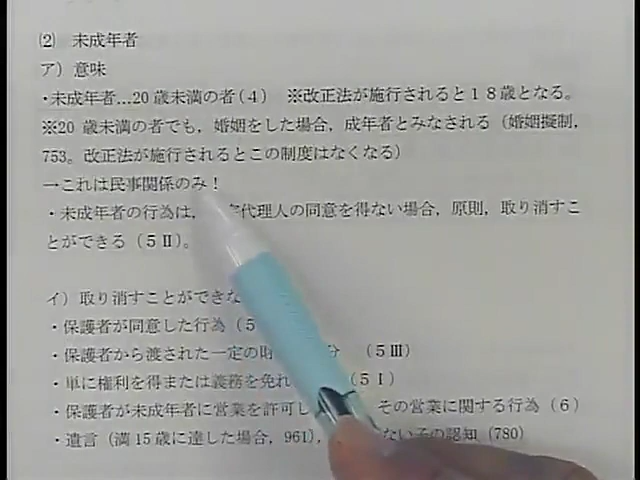 ⑵ 未成年者
ア）意味
・未成年者…20歳未満の者(４) ※改正法が施行されると１８歳となる。
※20 歳未満の者でも，婚姻をした場合，成年者とみなされる（婚姻擬制，
753。改正法が施行されるとこの制度はなくなる）
→これは民事関係のみ！
・未成年者の行為は， 代理人の同意を得ない場合，原則，取り消すこ
とができる（５Ⅱ）。
イ）取り消すことができな
・保護者が同意した行為（５
・保護者から渡された一定の財 分 （５Ⅲ）
・単に権利を得または義務を免れ （５Ⅰ）
・保護者が未成年者に営業を許可し その営業に関する行為（６）
・遺言（満 15 歳に達した場合，961）， ない子の認知（780）